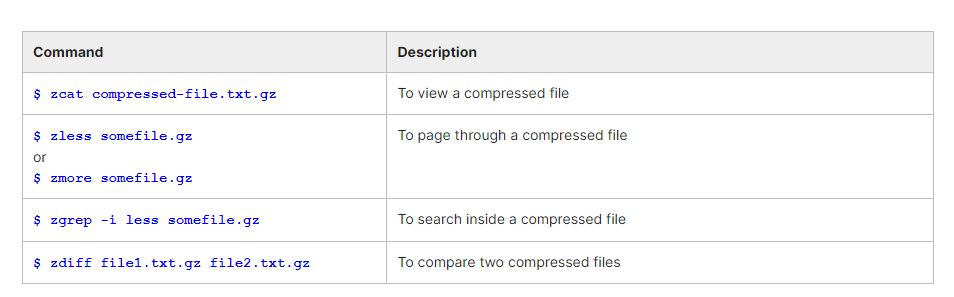 Command Description
$ zcat compressed-file.txt.gz To view a compressed file
$ zless somefile.gz To page through a compressed file
or
$ zmore somefile.gz
$ zgrep -i less somefile.gz To search inside a compressed file
$ zdiff file1.txt.gz file2.txt.gz To compare two compressed files